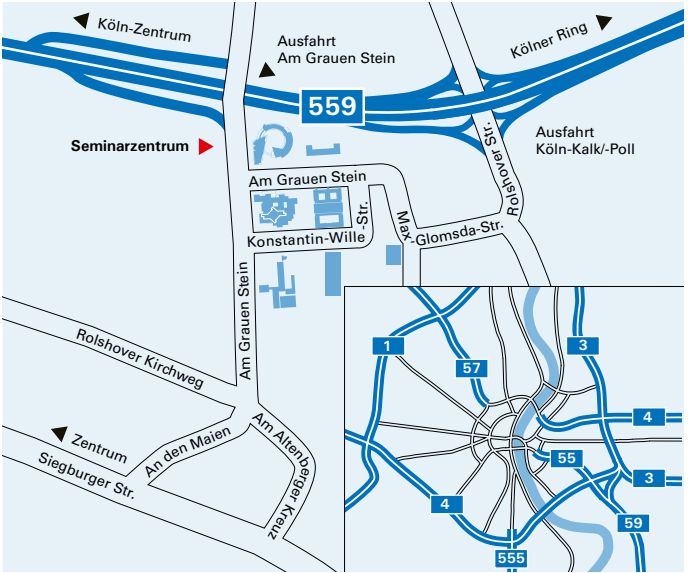 Köln-Zentrum
Ausfahrt
Am Grauen Stein
Kölner Ring
559
Ausfahrt
Köln-Kalk/-Poll
Seminarzentrum
Rolshover Str.
Am Grauen Stein
Konstantin-Wille-Str.
Max-Glomsda-Str.
Am Grauen Stein
Rolshover Kirchweg
Zentrum
An den Maien
Am Altenberger Kreuz
Siegburger Str.
1
3
57
4
55
3
4
59
555